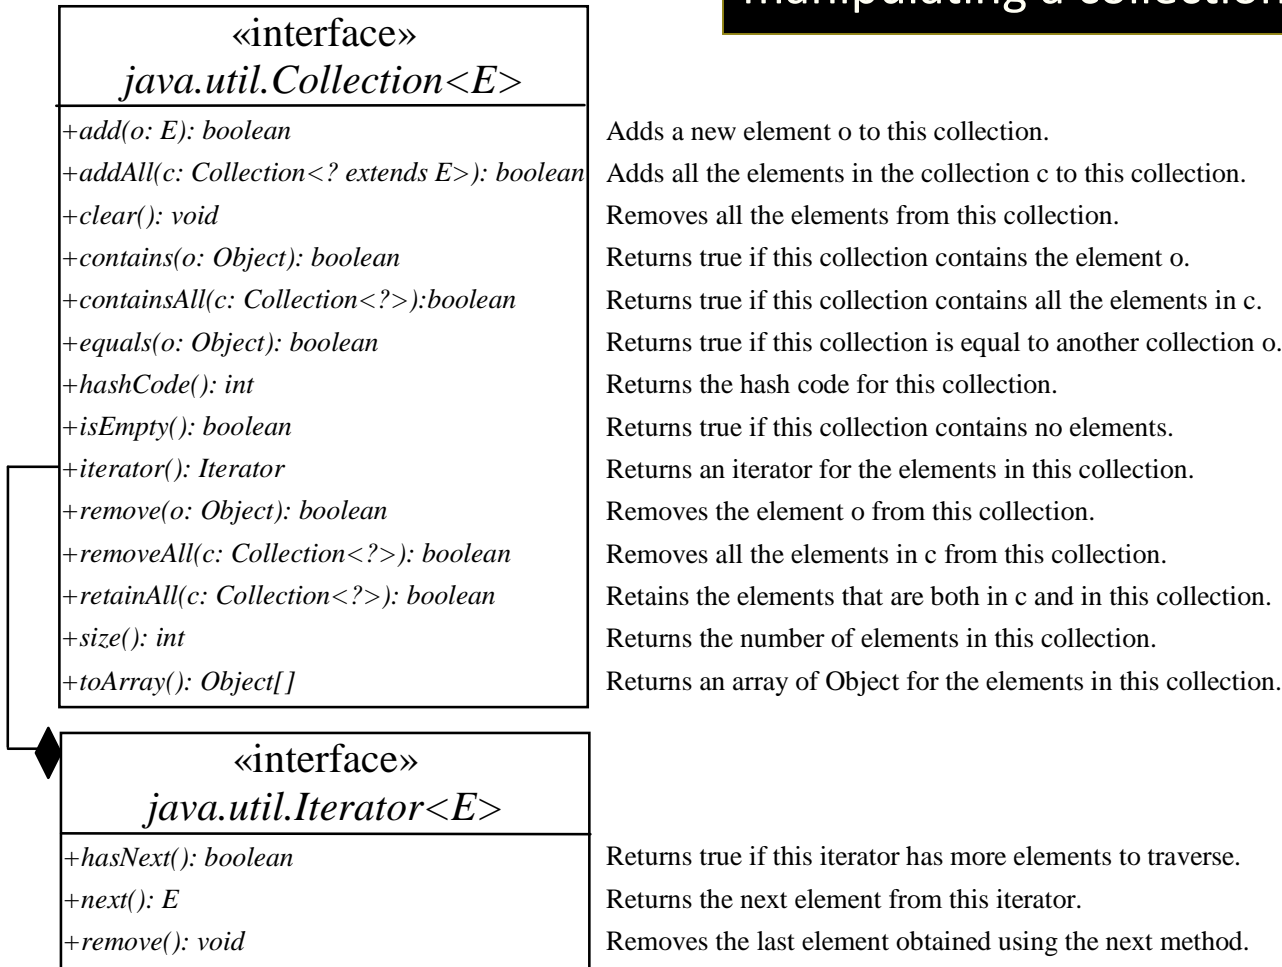 manipulating a collection
«interface»
java.util.Collection<E>
+add(o: E): boolean Adds a new element o to this collection.
+addAll(c: Collection<? extends E>): boolean Adds all the elements in the collection c to this collection.
+clear(): void Removes all the elements from this collection.
+contains(o: Object): boolean Returns true if this collection contains the element o.
+containsAll(c: Collection<?>):boolean Returns true if this collection contains all the elements in c.
+equals(o: Object): boolean Returns true if this collection is equal to another collection o.
+hashCode(): int Returns the hash code for this collection.
+isEmpty(): boolean Returns true if this collection contains no elements.
+iterator(): Iterator Returns an iterator for the elements in this collection.
+remove(o: Object): boolean Removes the element o from this collection.
+removeAll(c: Collection<?>): boolean Removes all the elements in c from this collection.
+retainAll(c: Collection<?>): boolean Retains the elements that are both in c and in this collection.
+size(): int Returns the number of elements in this collection.
+toArray(): Object[] Returns an array of Object for the elements in this collection.
«interface»
java.util.Iterator<E>
+hasNext(): boolean Returns true if this iterator has more elements to traverse.
+next(): E Returns the next element from this iterator.
+remove(): void Removes the last element obtained using the next method.